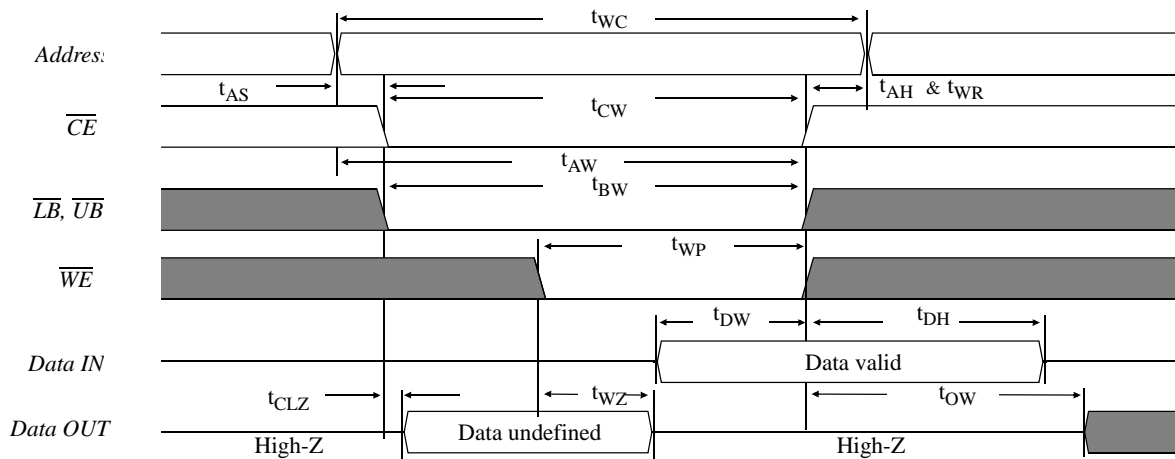 tWC
Address
tAS
tCW
tAH & tWR
CE
tAW
tBW
LB, UB
tWP
WE
tDW
tDH
Data IN
Data valid
tCLZ
tWZ
tOW
Data OUT
Data undefined
High-Z
High-Z